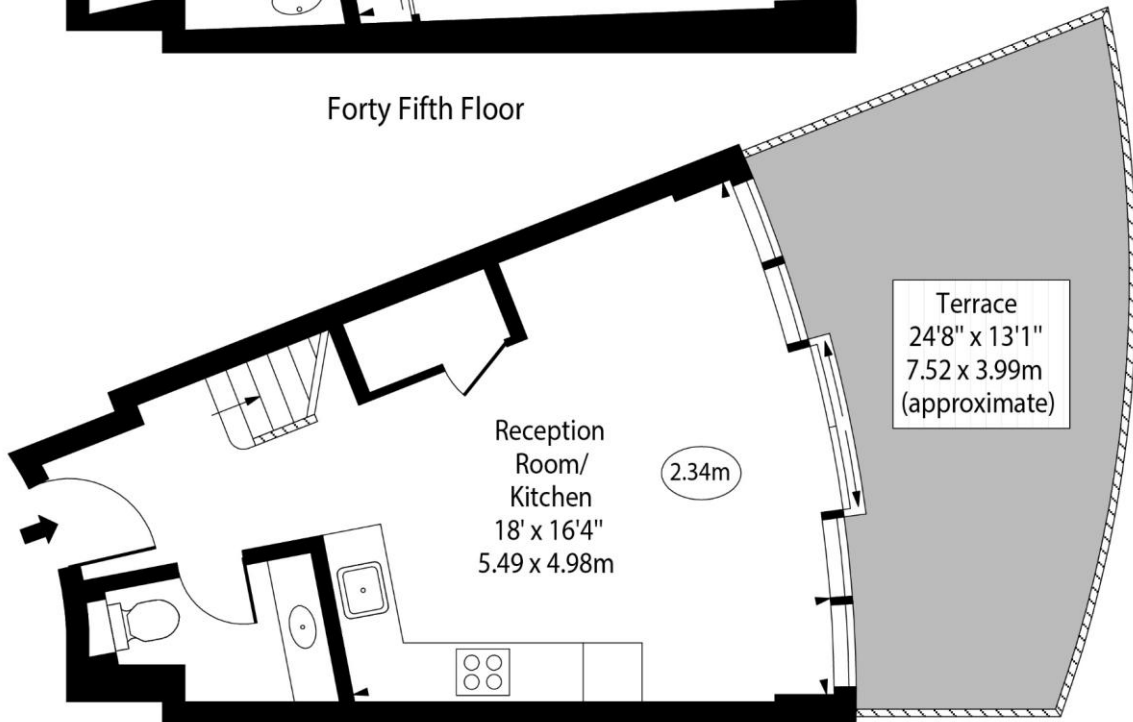 Forty Fifth Floor
Terrace
24'8" x 13'1"
7.52 x 3.99m
(approximate)
Reception
Room/
Kitchen
18' x 16'4"
5.49 x 4.98m
2.34m